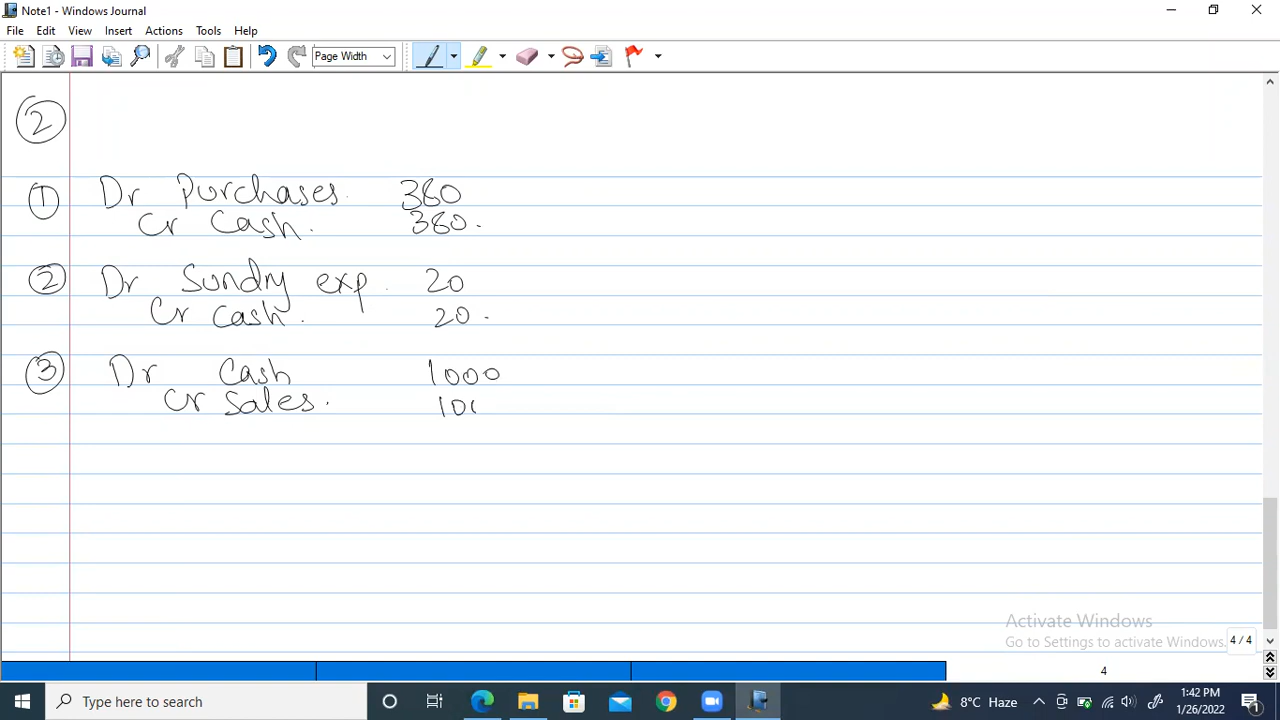 Note1 - Windows Journal
File Edit View Insert Actions Tools Help
Page Width
2
1 Dr Purchases. 380
Cr Cash. 380.
2 Dr Sundry exp. 20
Cr Cash. 20.
3 Dr Cash 1000
Cr Sales. 100
Activate Windows
Go to Settings to activate Windows.
4 / 4
4
Type here to search
8°C Haze
1:42 PM
1/26/2022
1